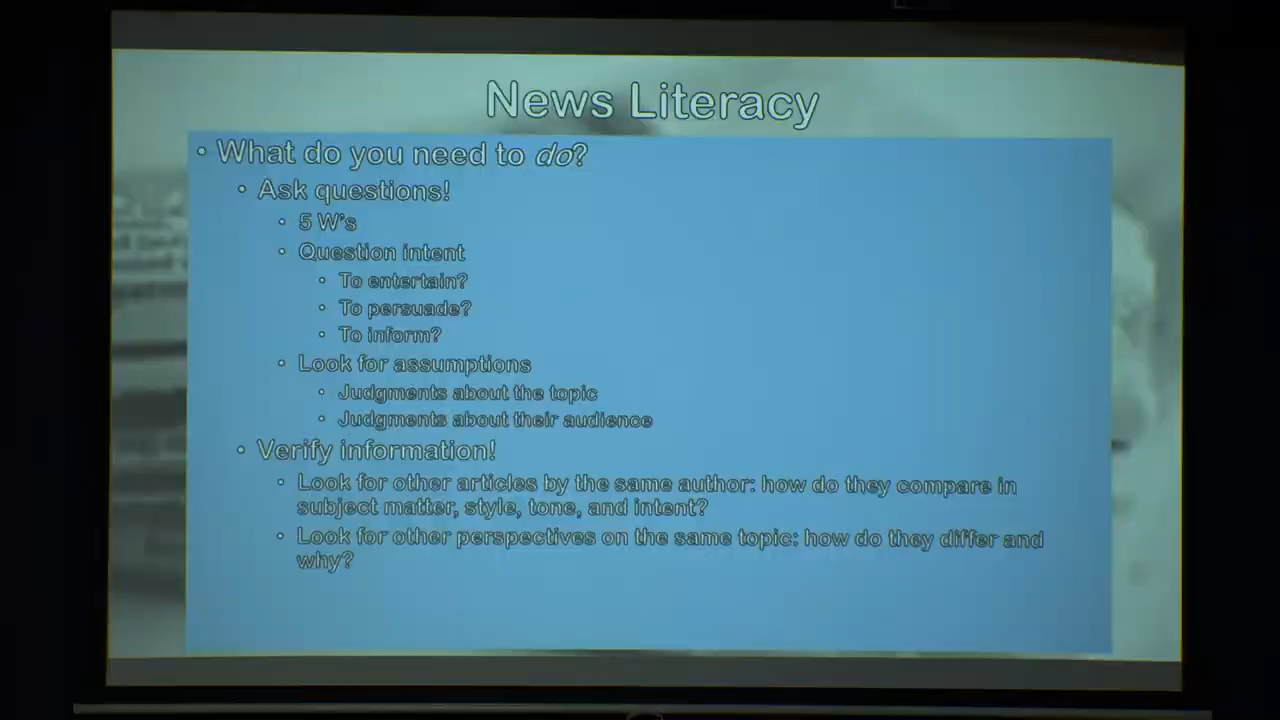 News Literacy
• What do you need to do?
• Ask questions!
• 5 W's
• Question intent
• To entertain?
• To persuade?
• To inform?
• Look for assumptions
• Judgments about the topic
• Judgments about their audience
• Verify information!
• Look for other articles by the same author: how do they compare in
subject matter, style, tone, and intent?
• Look for other perspectives on the same topic: how do they differ and
why?